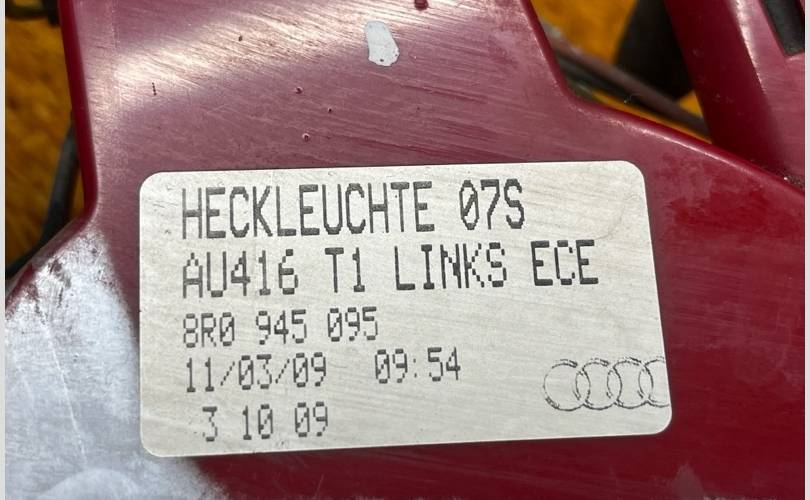 HECKLEUCHTE 07S
AU416 T1 LINKS ECE
8R0 945 095
11/03/09 09:54
3 10 09